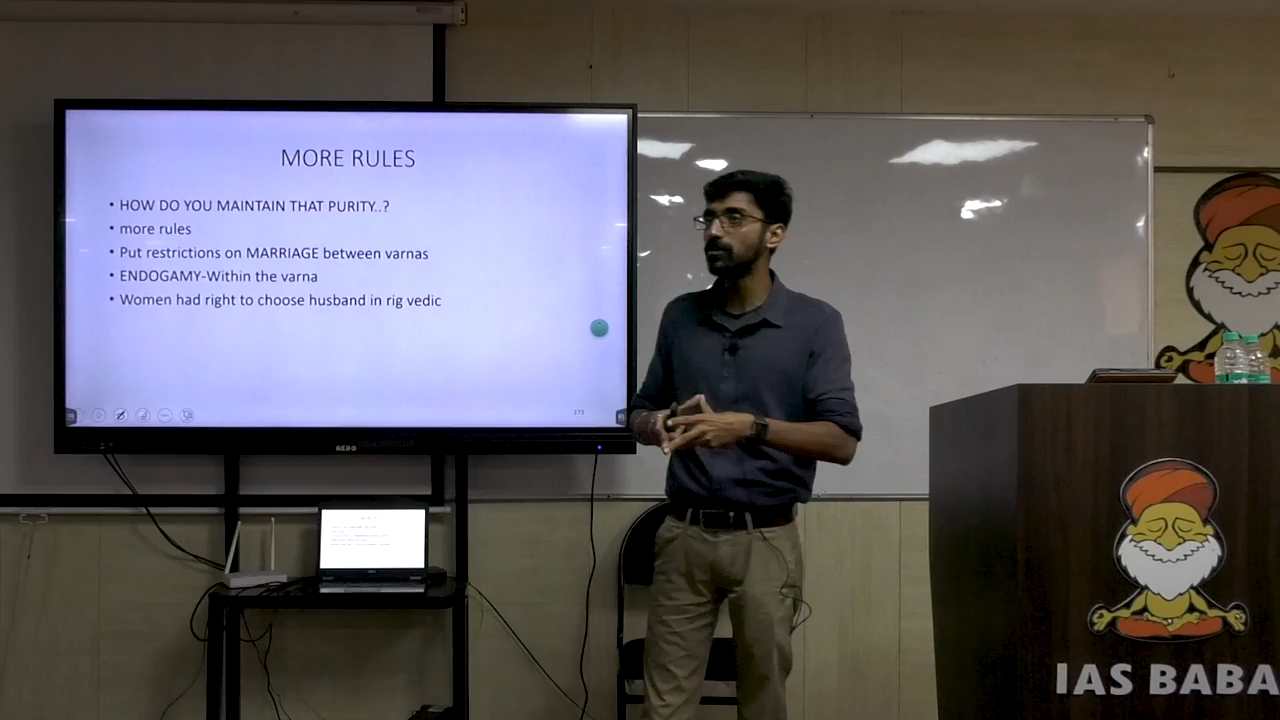 MORE RULES
• HOW DO YOU MAINTAIN THAT PURITY..?
• more rules
• Put restrictions on MARRIAGE between varnas
• ENDOGAMY-Within the varna
• Women had right to choose husband in rig vedic
172
IAS BABA